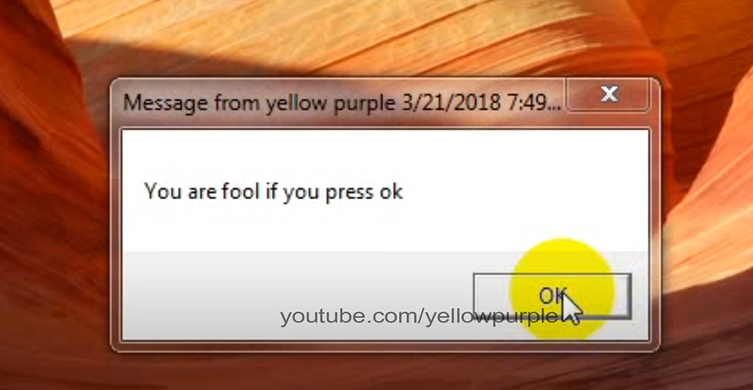 Message from yellow purple 3/21/2018 7:49...
You are fool if you press ok
OK
youtube.com/yellowpurple